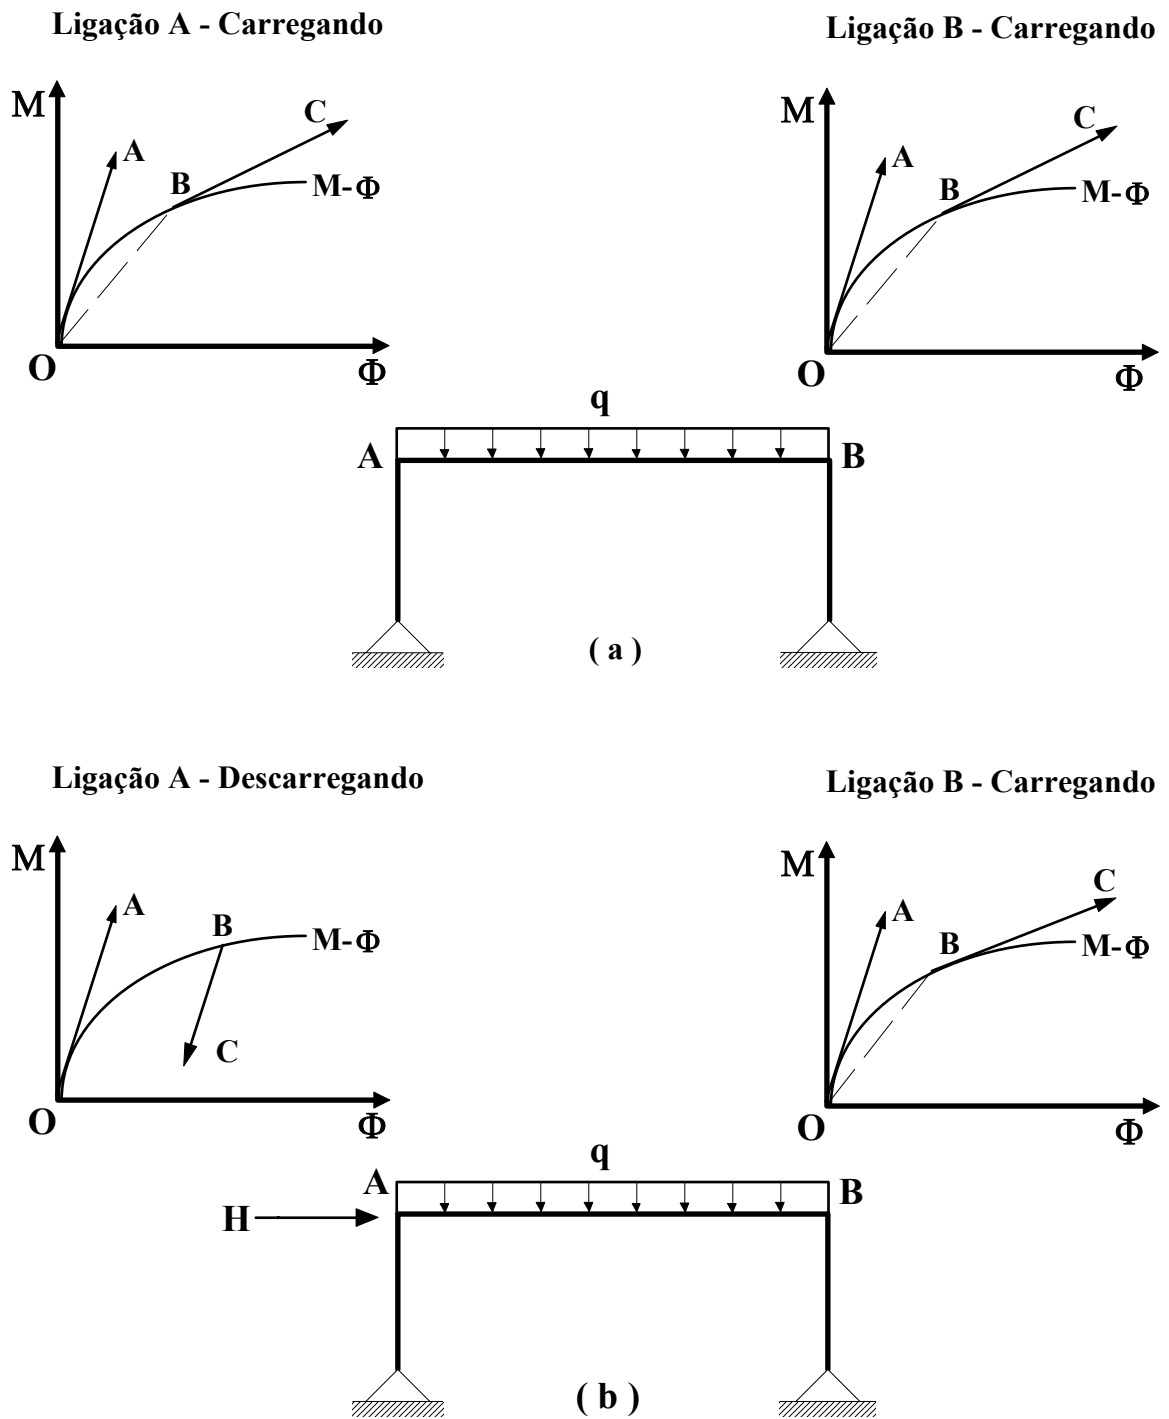 Ligação A - Carregando
Ligação B - Carregando
M
A
B
C
M-Φ
O
Φ
M
A
B
C
M-Φ
O
Φ
q
A
B
( a )
Ligação A - Descarregando
Ligação B - Carregando
M
A
B
M-Φ
C
O
Φ
M
A
B
C
M-Φ
O
Φ
q
A
B
H
( b )